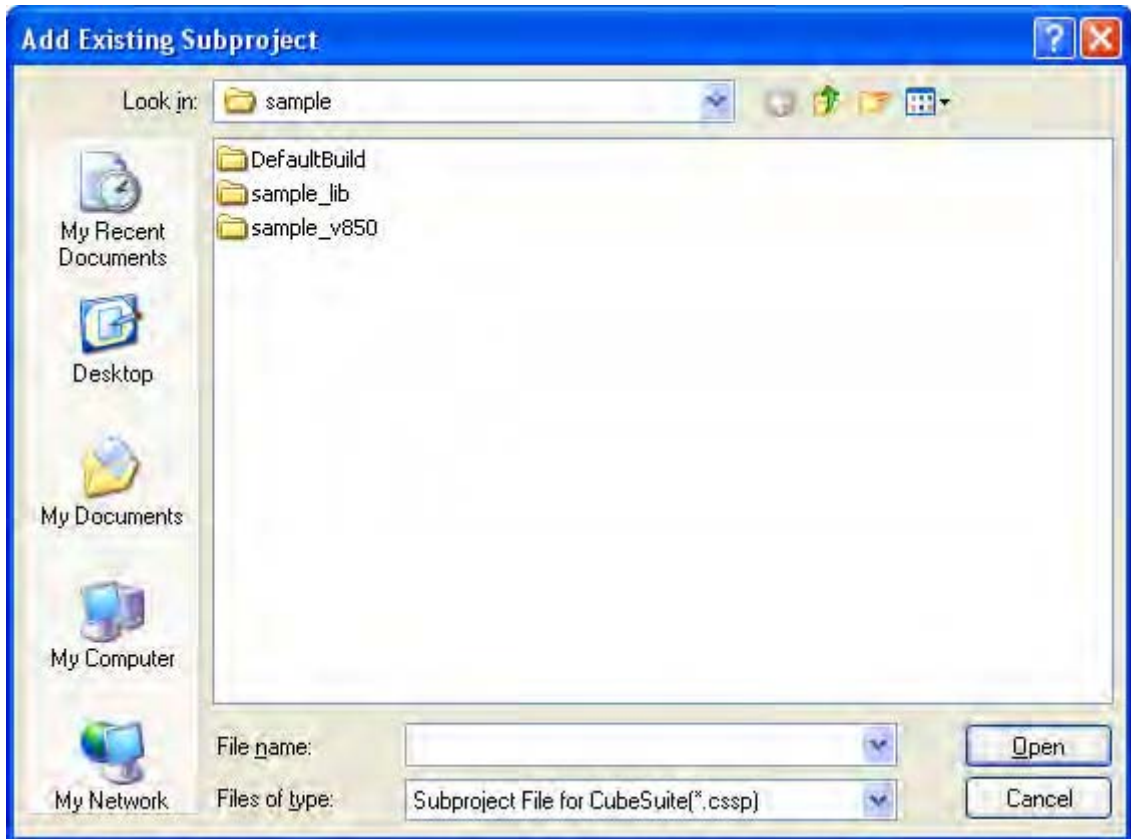 Add Existing Subproject
Look in: sample
DefaultBuild
sample_lib
sample_v850
My Recent
Documents
Desktop
My Documents
My Computer
My Network
File name:
Open
Files of type: Subproject File for CubeSuite(*.cssp)
Cancel